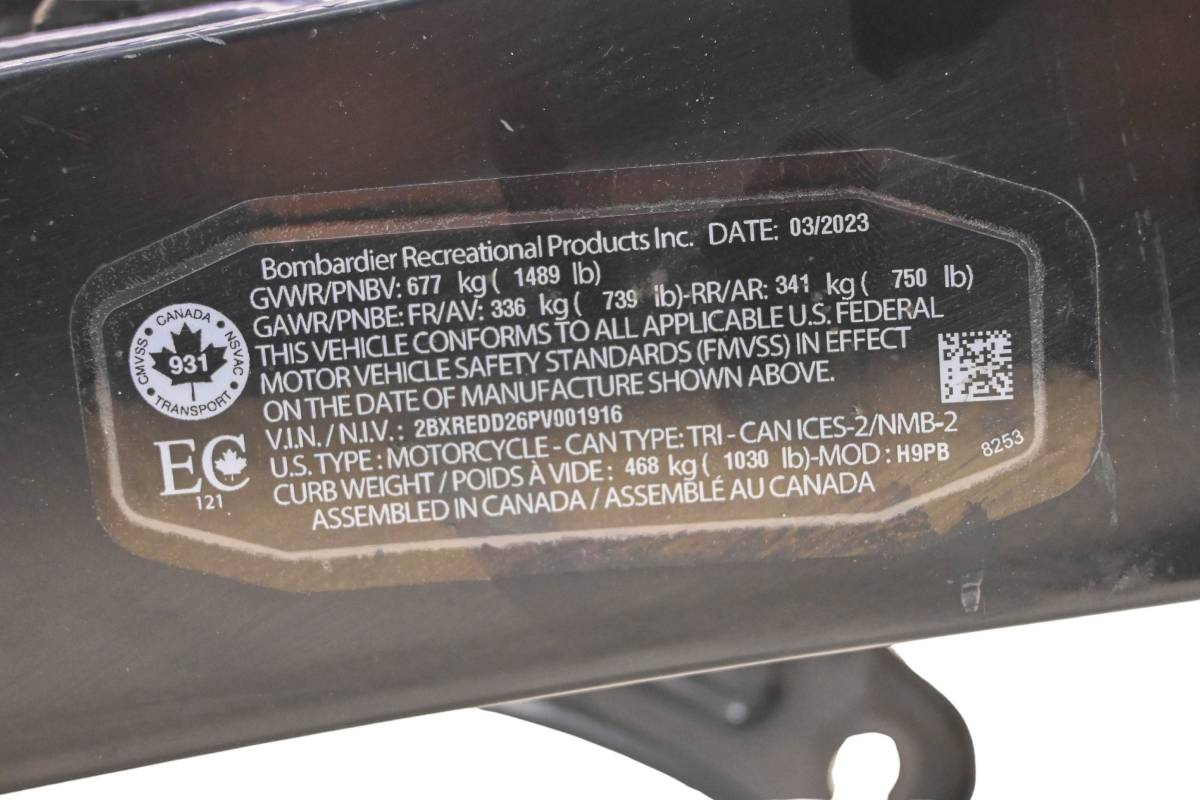 Bombardier Recreational Products Inc. DATE: 03/2023
GVWR/PNBV: 677 kg ( 1489 lb)
GAWR/PNBE: FR/AV: 336 kg ( 739 lb)-RR/AR: 341 kg ( 750 lb)
THIS VEHICLE CONFORMS TO ALL APPLICABLE U.S. FEDERAL
MOTOR VEHICLE SAFETY STANDARDS (FMVSS) IN EFFECT
ON THE DATE OF MANUFACTURE SHOWN ABOVE.
V.I.N. / N.I.V. : 2BXREDD26PV001916
U.S. TYPE : MOTORCYCLE - CAN TYPE: TRI - CAN ICES-2/NMB-2
CURB WEIGHT / POIDS À VIDE : 468 kg ( 1030 lb)-MOD : H9PB
ASSEMBLED IN CANADA / ASSEMBLÉ AU CANADA
8253
CANADA • NSVAC • TRANSPORT • CMVSS •
931
EC
121